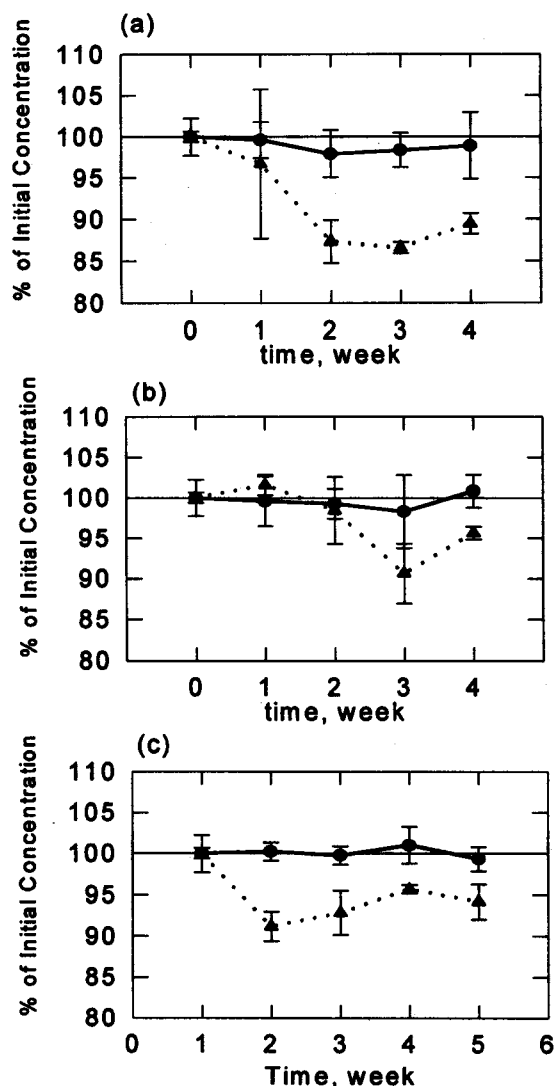 (a)
% of Initial Concentration
110
105
100
95
90
85
80
0 1 2 3 4
time, week
(b)
% of Initial Concentration
110
105
100
95
90
85
80
0 1 2 3 4
time, week
(c)
% of Initial Concentration
110
105
100
95
90
85
80
0 1 2 3 4 5 6
Time, week